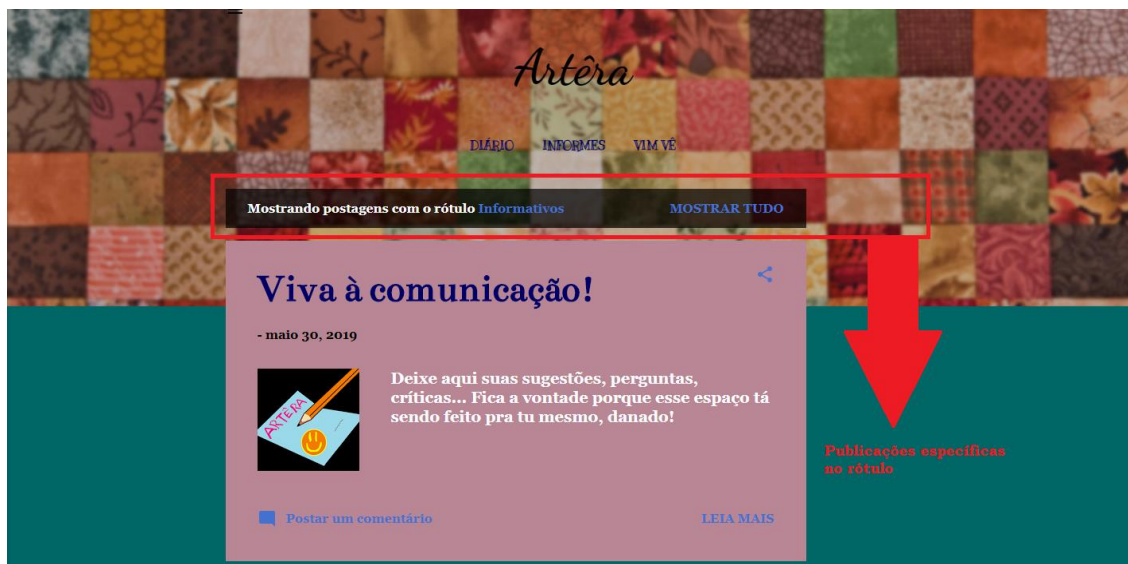 Artêra
DIÁRIO INFORMES VIM VÊ
Mostrando postagens com o rótulo Informativos MOSTRAR TUDO
Viva à comunicação!
- maio 30, 2019
ARTÊRA
Deixe aqui suas sugestões, perguntas,
críticas... Fica a vontade porque esse espaço tá
sendo feito pra tu mesmo, danado!
Publicações específicas
no rótulo
Postar um comentário LEIA MAIS